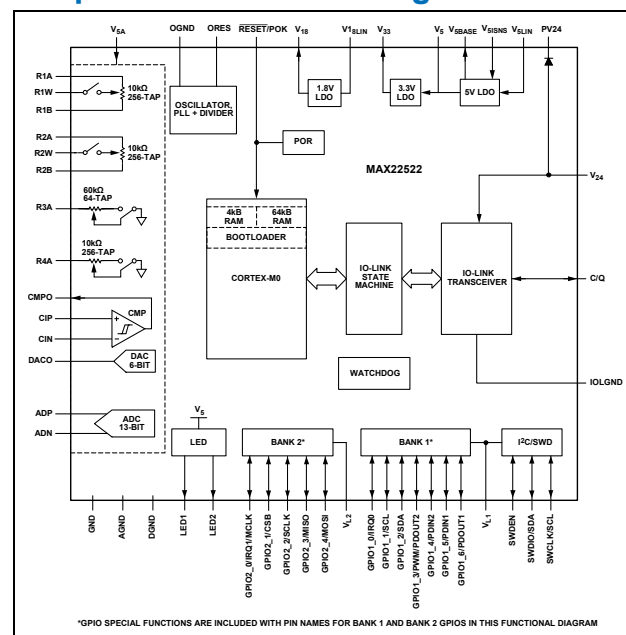 V5A
OGND
ORES
RESET/POK
V18
V18LIN
V33
V5
V5BASE
V5ISNS
V5LIN
PV24
R1A
R1W
R1B
10kΩ
256-TAP
R2A
R2W
R2B
10kΩ
256-TAP
60kΩ
64-TAP
R3A
10kΩ
256-TAP
R4A
CMPO
CIP
CIN
CMP
+
−
DACO
DAC
6-BIT
ADP
ADN
ADC
13-BIT
OSCILLATOR,
PLL + DIVIDER
1.8V
LDO
3.3V
LDO
5V LDO
POR
MAX22522
V24
4kB
RAM
64kB
RAM
BOOTLOADER
CORTEX-M0
IO-LINK
STATE
MACHINE
IO-LINK
TRANSCEIVER
C/Q
WATCHDOG
IOLGND
V5
LED
BANK 2*
BANK 1*
I2C/SWD
GND
AGND
DGND
LED1
LED2
GPIO2_0/IRQ1/MCLK
GPIO2_1/CSB
GPIO2_2/SCLK
GPIO2_3/MISO
GPIO2_4/MOSI
VL2
GPIO1_0/IRQ0
GPIO1_1/SCL
GPIO1_2/SDA
GPIO1_3/PWM/PDOUT2
GPIO1_4/PDIN2
GPIO1_5/PDIN1
GPIO1_6/PDOUT1
VL1
SWDEN
SWDIO/SDA
SWCLK/SCL
*GPIO SPECIAL FUNCTIONS ARE INCLUDED WITH PIN NAMES FOR BANK 1 AND BANK 2 GPIOS IN THIS FUNCTIONAL DIAGRAM